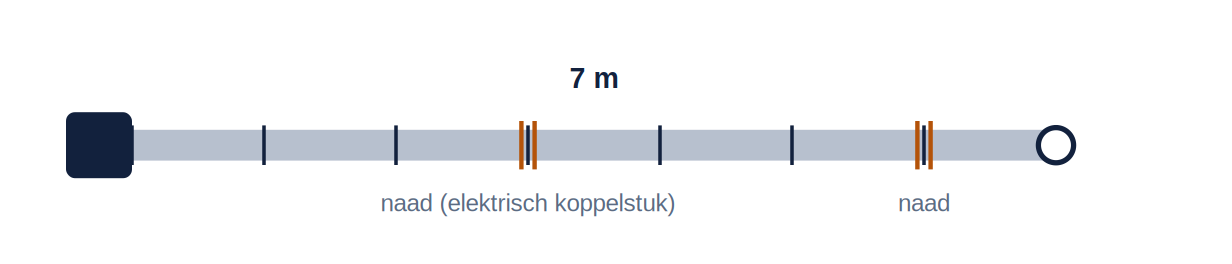 7 m
naad (elektrisch koppelstuk)
naad